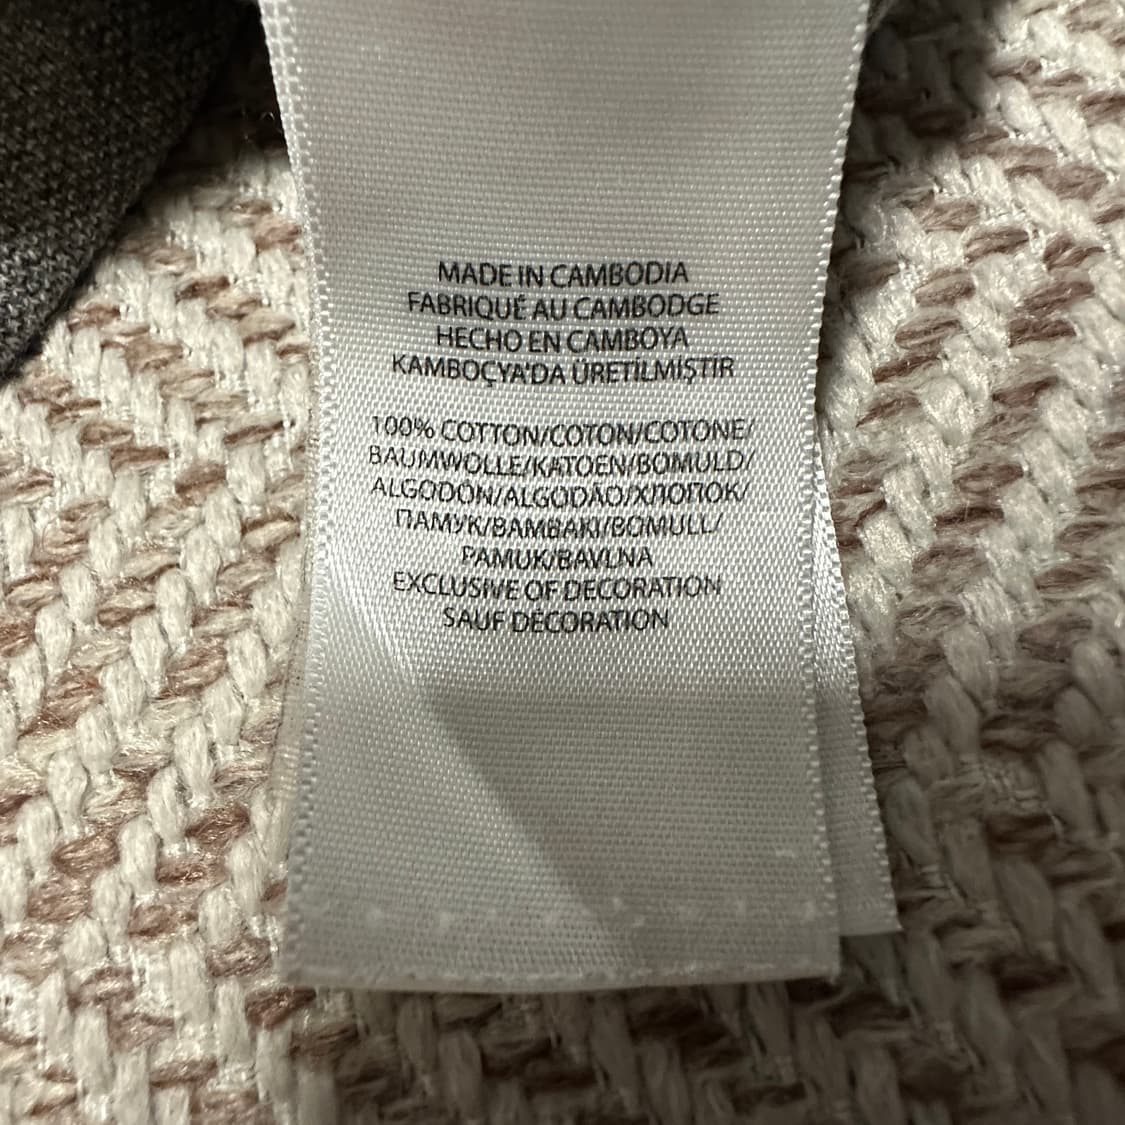 MADE IN CAMBODIA
FABRIQUÉ AU CAMBODGE
HECHO EN CAMBOYA
KAMBOÇYA'DA ÜRETİLMİŞTİR
100% COTTON/COTON/COTONE/
BAUMWOLLE/KATOEN/BOMULD/
ALGODÓN/ALGODÃO/ХЛОПОК/
ПАМУК/ΒΑΜΒΑΚΙ/BOMULL/
PAMUK/BAVLNA
EXCLUSIVE OF DECORATION
SAUF DÉCORATION